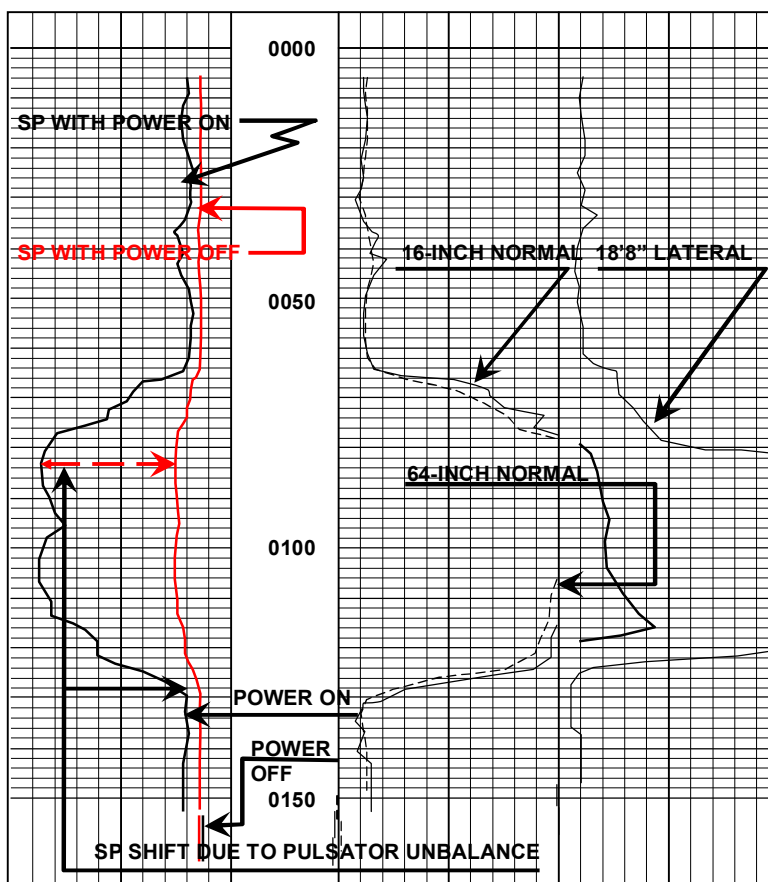 0000
SP WITH POWER ON
SP WITH POWER OFF
16-INCH NORMAL
18'8" LATERAL
0050
64-INCH NORMAL
0100
POWER ON
POWER
OFF
0150
SP SHIFT DUE TO PULSATOR UNBALANCE